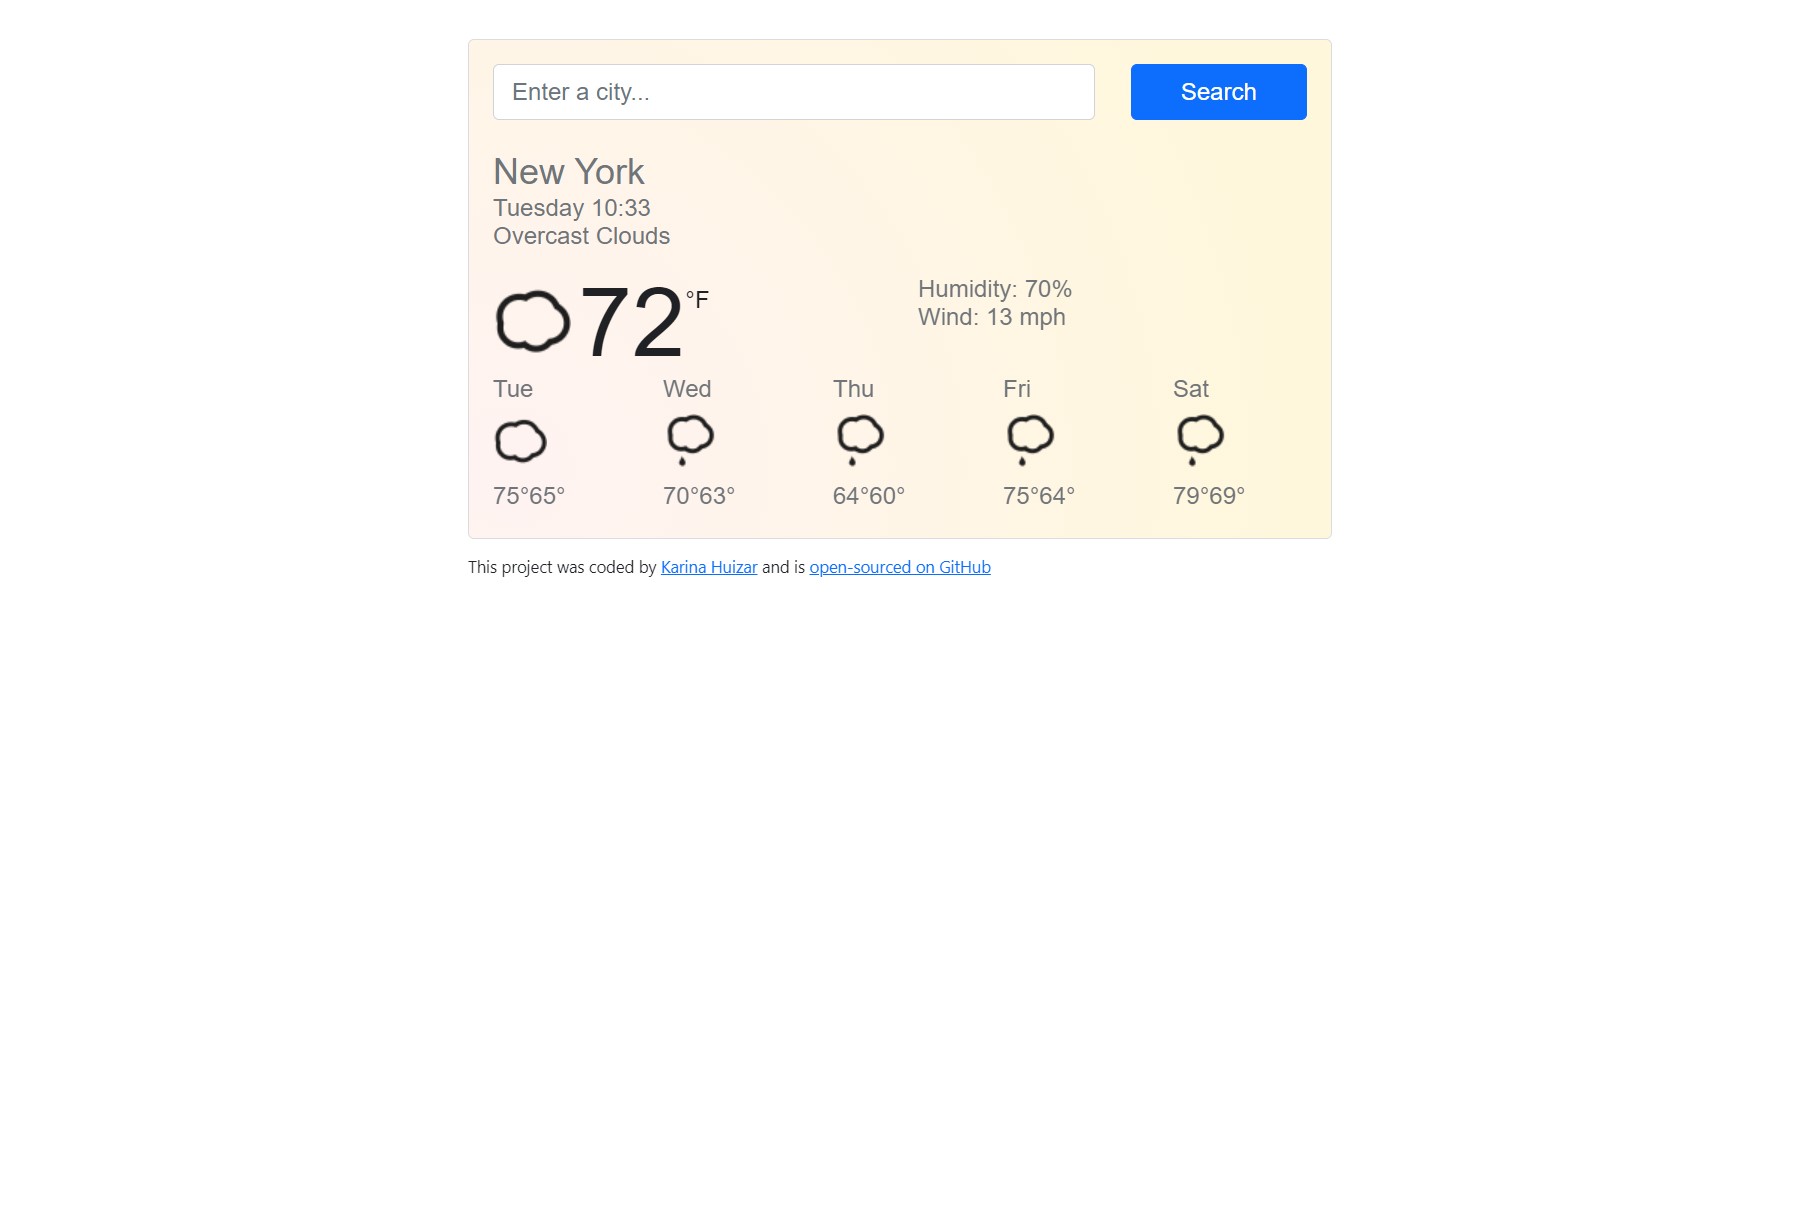 Enter a city...
Search
New York
Tuesday 10:33
Overcast Clouds
72°F
Humidity: 70%
Wind: 13 mph
Tue Wed Thu Fri Sat
75°65° 70°63° 64°60° 75°64° 79°69°
This project was coded by Karina Huizar and is open-sourced on GitHub